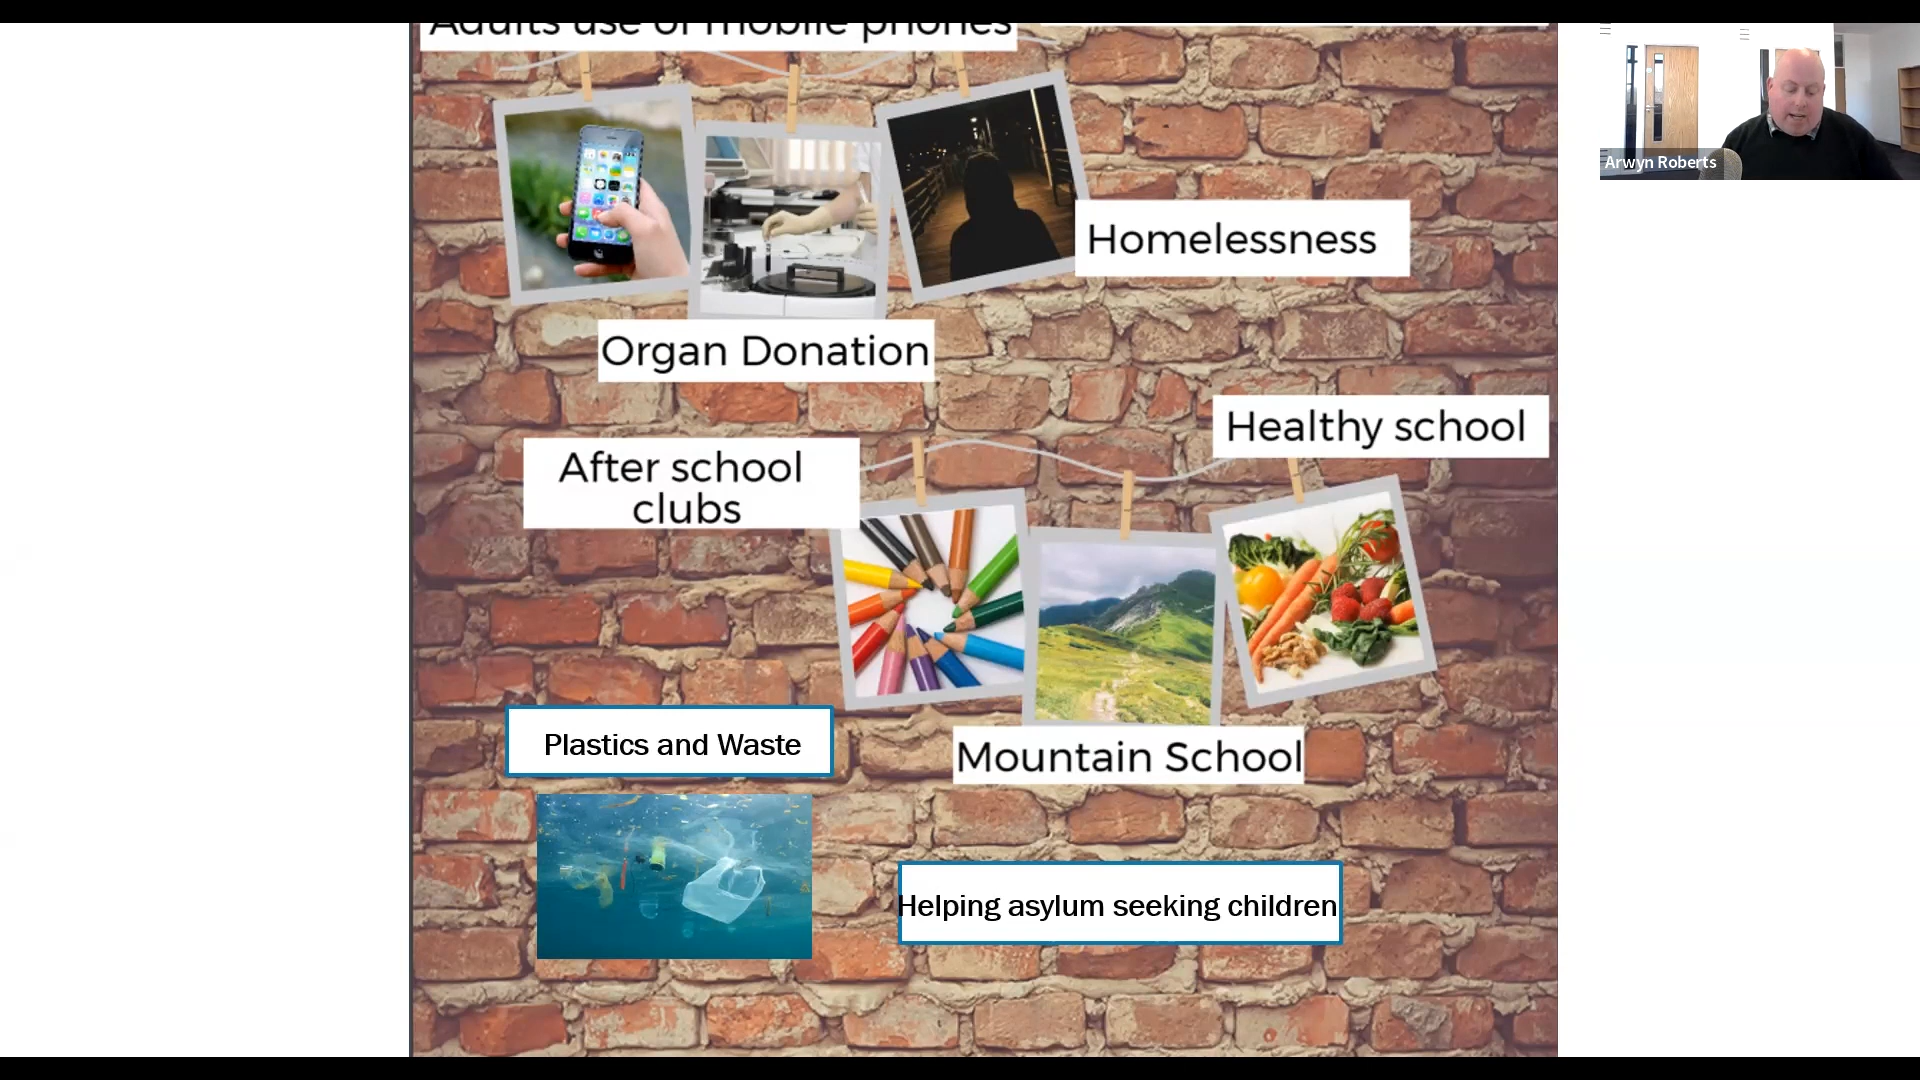 Adults use of mobile phones
Arwyn Roberts
Homelessness
Organ Donation
Healthy school
After school
clubs
Plastics and Waste
Mountain School
Helping asylum seeking children